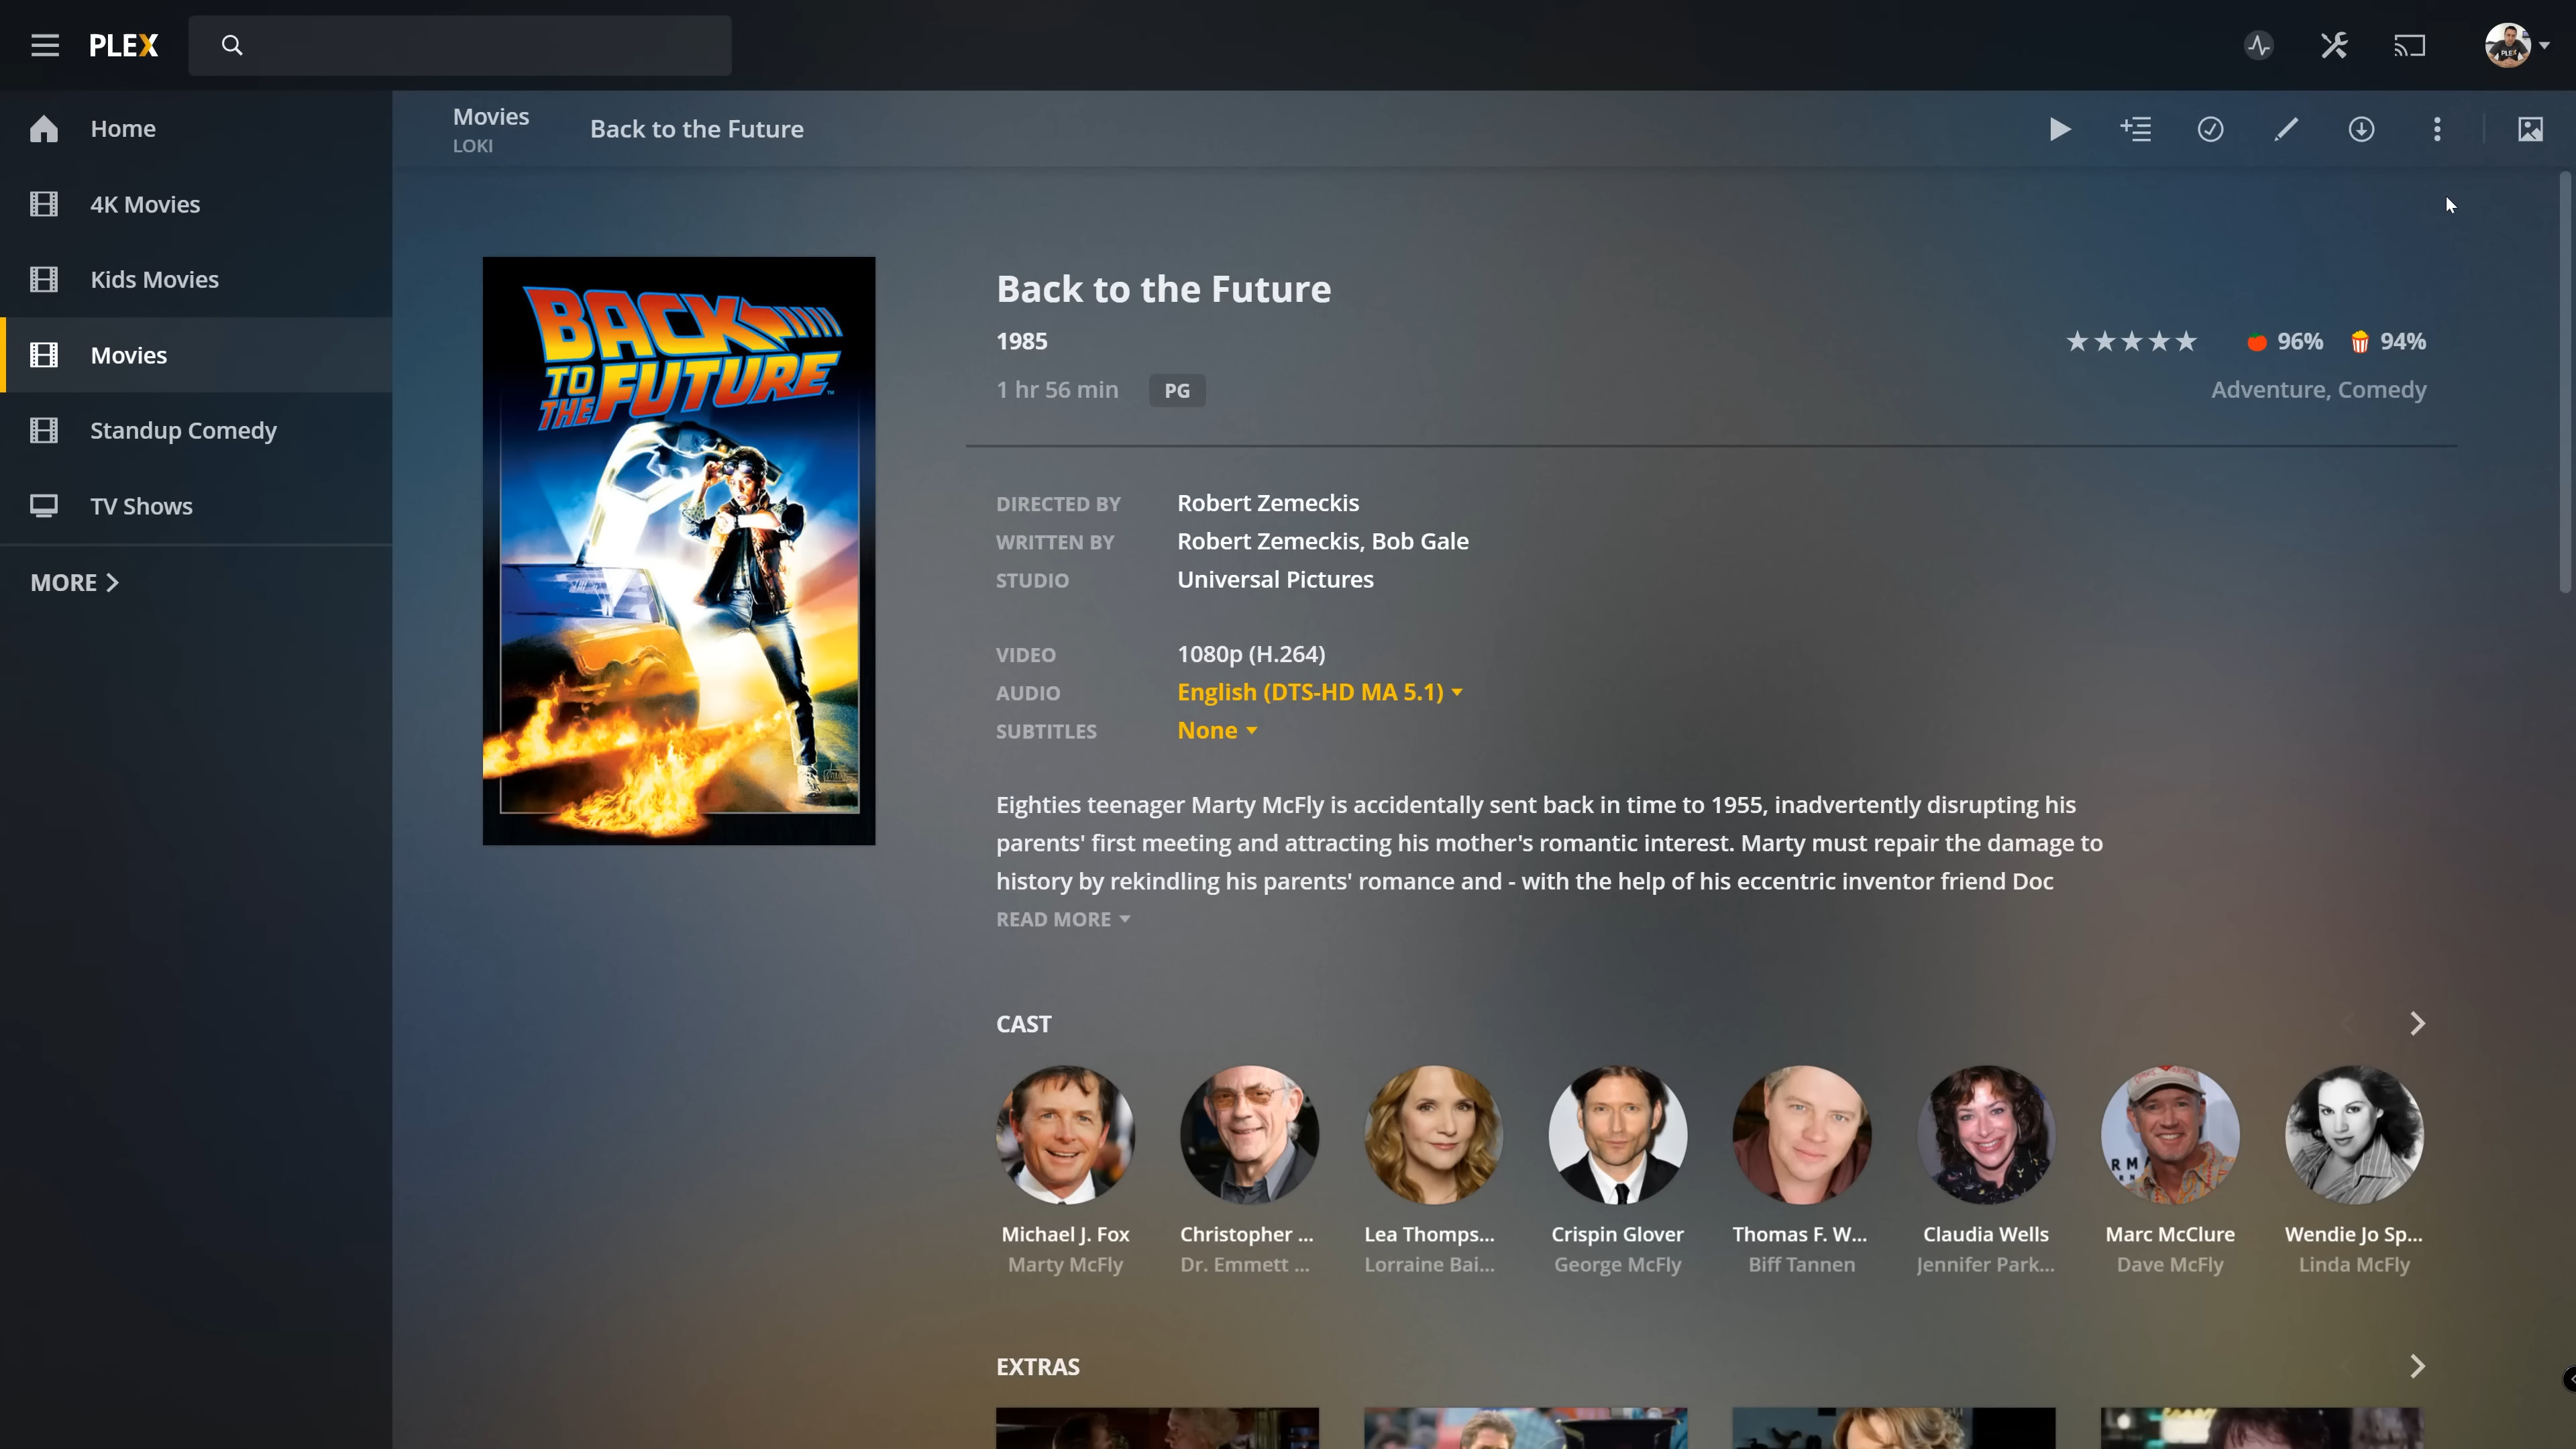 PLEX
Home
4K Movies
Kids Movies
Movies
Standup Comedy
TV Shows
MORE
Movies
LOKI
Back to the Future
BACK
TO THE FUTURE
Back to the Future
1985
96% 94%
1 hr 56 min PG
Adventure, Comedy
DIRECTED BY Robert Zemeckis
WRITTEN BY Robert Zemeckis, Bob Gale
STUDIO Universal Pictures
VIDEO 1080p (H.264)
AUDIO English (DTS-HD MA 5.1)
SUBTITLES None
Eighties teenager Marty McFly is accidentally sent back in time to 1955, inadvertently disrupting his
parents' first meeting and attracting his mother's romantic interest. Marty must repair the damage to
history by rekindling his parents' romance and - with the help of his eccentric inventor friend Doc
READ MORE
CAST
Michael J. Fox
Marty McFly
Christopher ...
Dr. Emmett ...
Lea Thomps...
Lorraine Bai...
Crispin Glover
George McFly
Thomas F. W...
Biff Tannen
Claudia Wells
Jennifer Park...
Marc McClure
Dave McFly
Wendie Jo Sp...
Linda McFly
EXTRAS